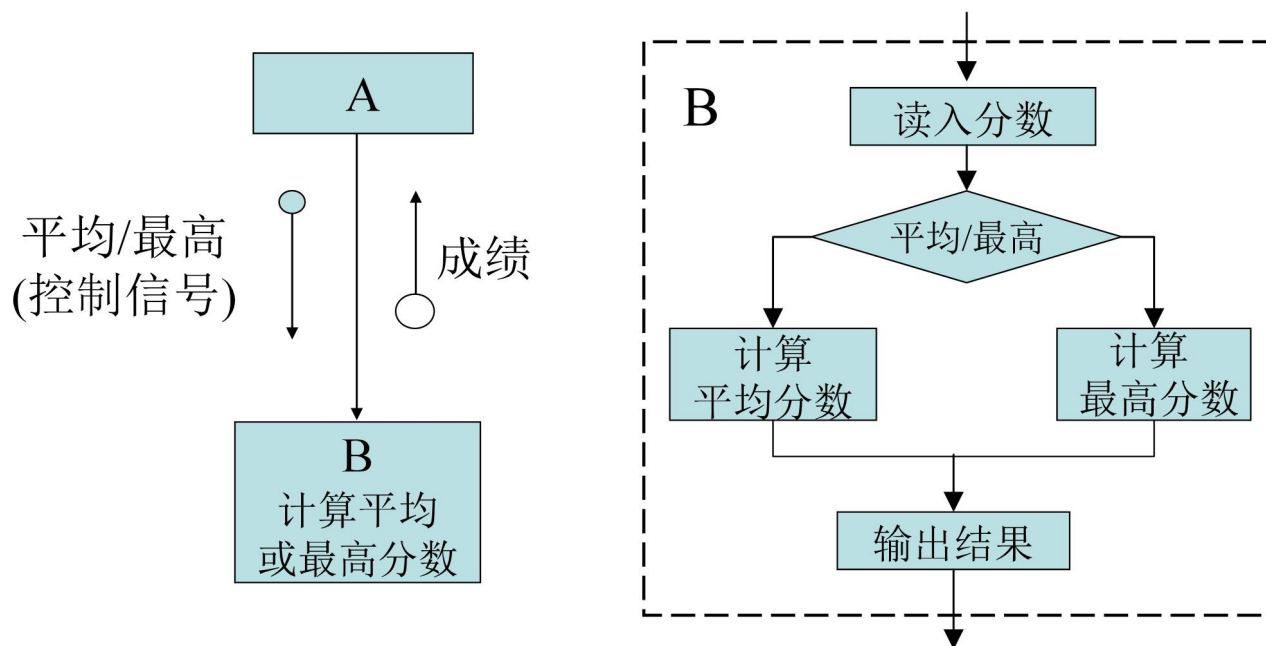 A
平均/最高
(控制信号)
成绩
B
计算平均
或最高分数
B
读入分数
平均/最高
计算
平均分数
计算
最高分数
输出结果